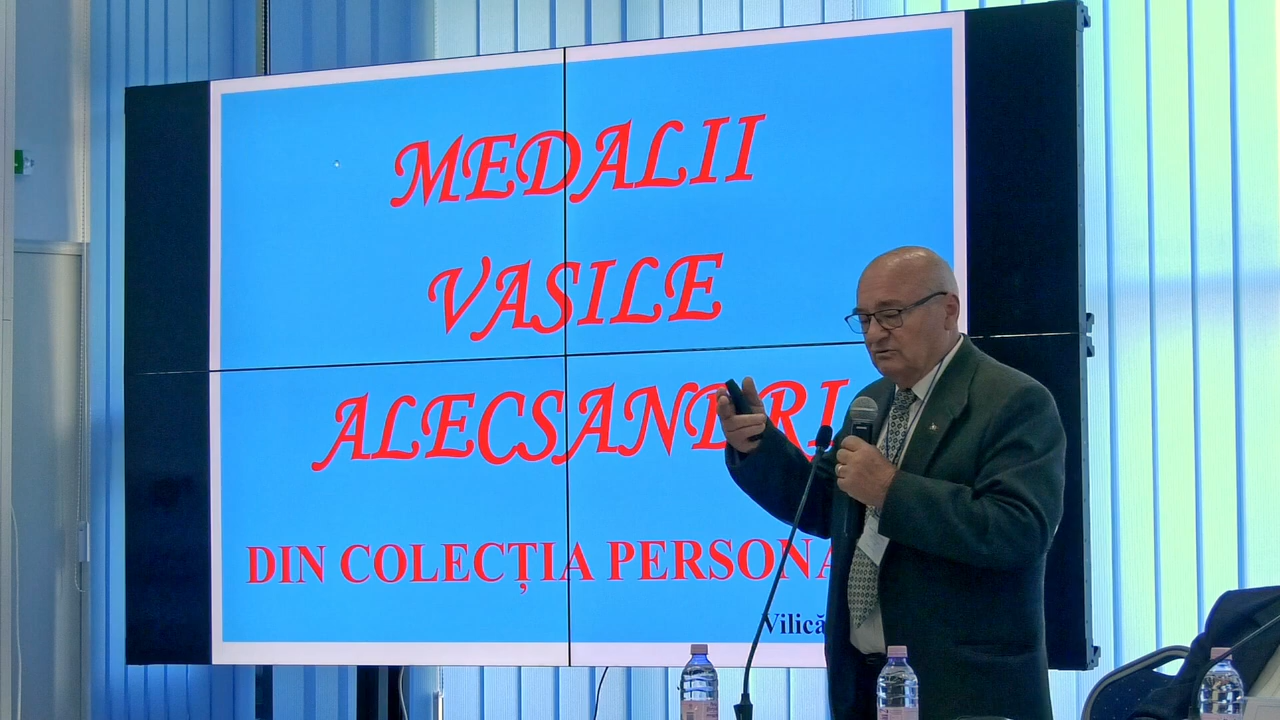 MEDALII
VASILE
ALECSANDRI
DIN COLECȚIA PERSONA
Vilică